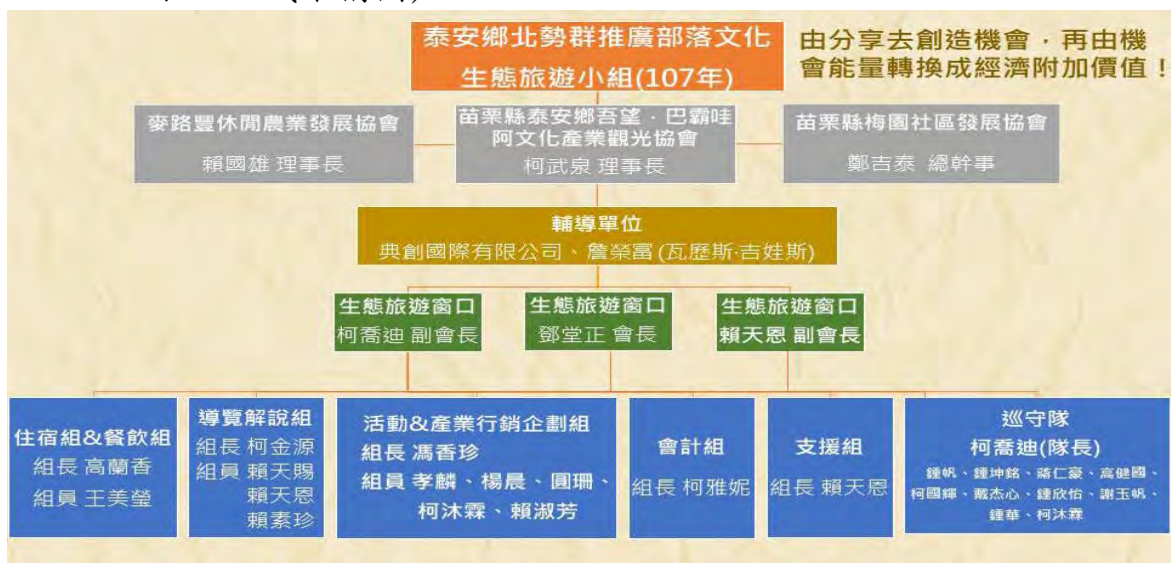 泰安鄉北勢群推廣部落文化
生態旅遊小組(107年)
由分享去創造機會，再由機
會能量轉換成經濟附加價值！
麥路豐休閒農業發展協會
賴國雄 理事長
苗栗縣泰安鄉吾望．巴霸哇
阿文化產業觀光協會
柯武泉 理事長
苗栗縣梅園社區發展協會
鄭吉泰 總幹事
輔導單位
典創國際有限公司、詹榮富(瓦歷斯·吉娃斯)
生態旅遊窗口
柯喬迪 副會長
生態旅遊窗口
鄧堂正 會長
生態旅遊窗口
賴天恩 副會長
住宿組&餐飲組
組長 高蘭香
組員 王美瑩
導覽解說組
組長 柯金源
組員 賴天賜
賴天恩
賴素珍
活動&產業行銷企劃組
組長 馮香珍
組員 孝麟、楊晨、圓珊、
柯沐霖、賴淑芳
會計組
組長 柯雅妮
支援組
組長 賴天恩
巡守隊
柯喬迪(隊長)
鍾帆、鍾坤銘、蔣仁豪、高健國、
柯國輝、戴杰心、鍾欣怡、謝玉帆、
鍾華、柯沐霖